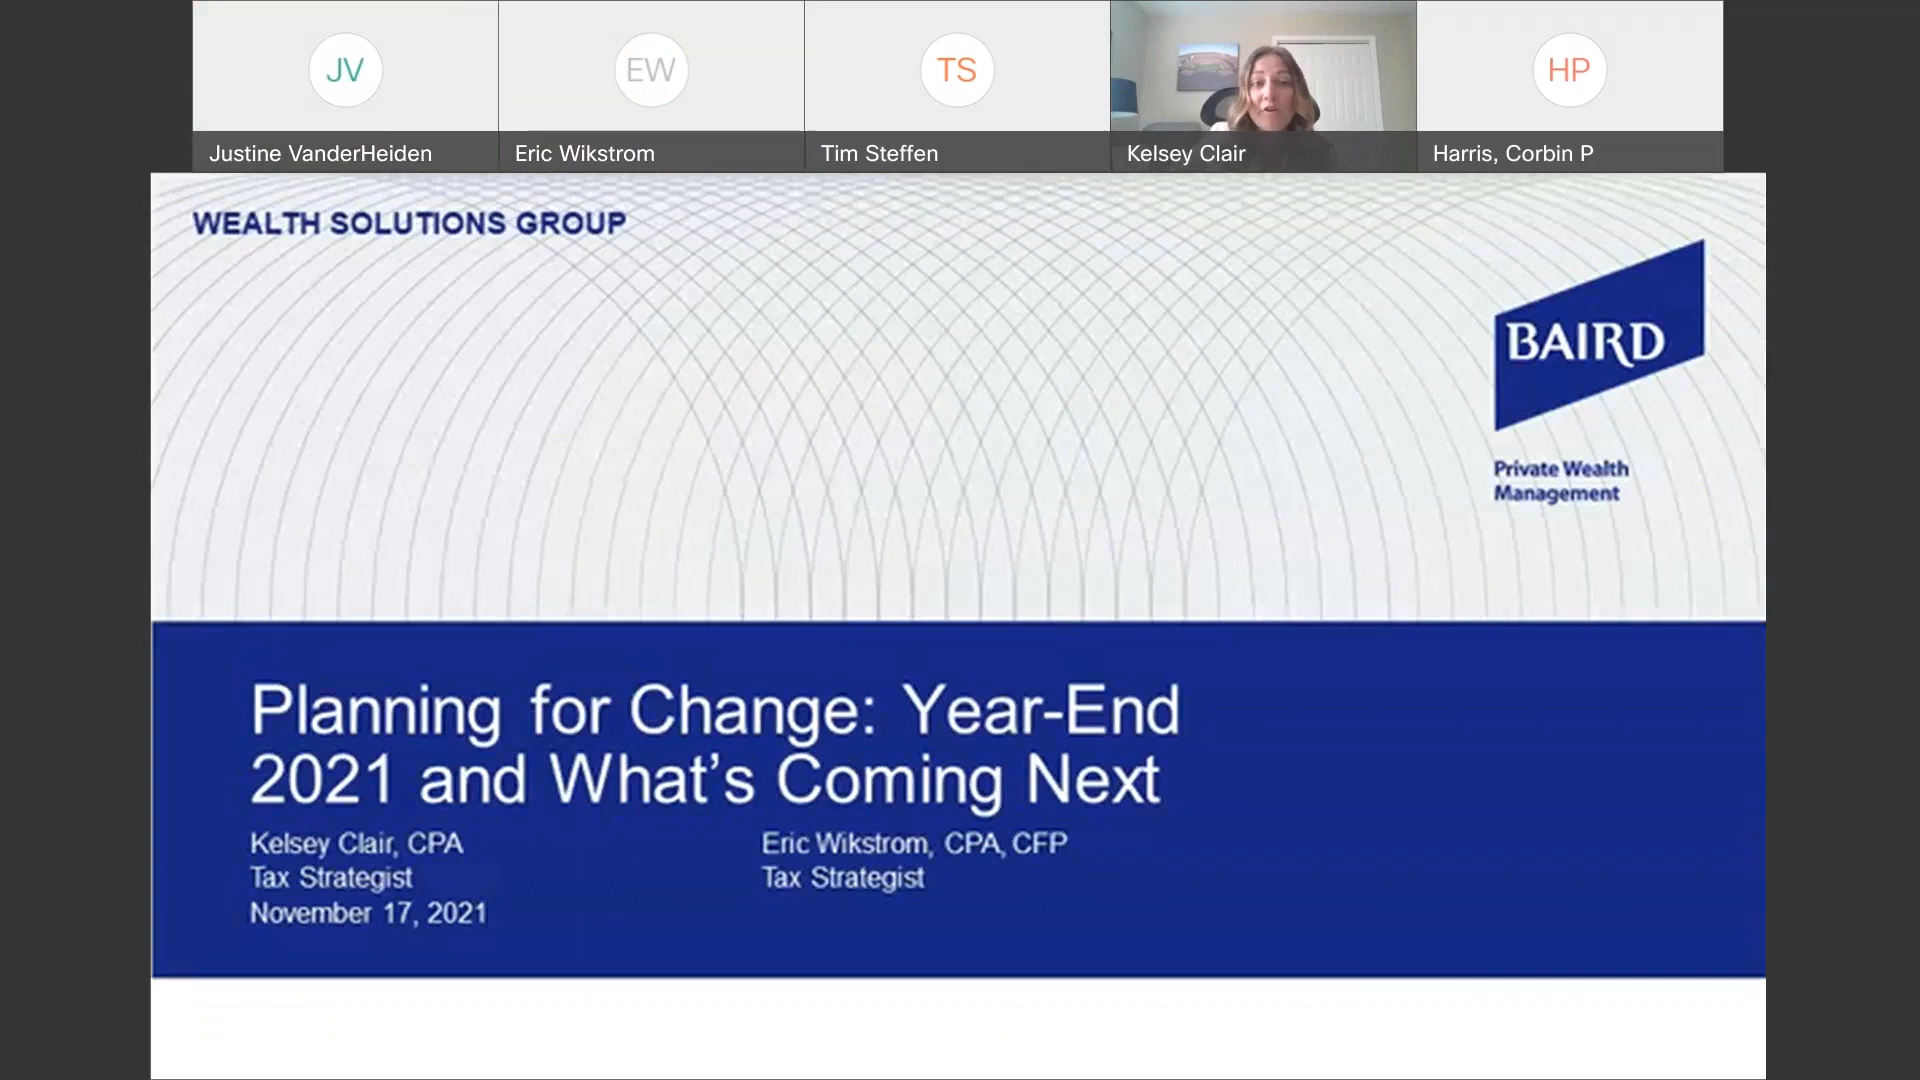 JV
EW
TS
HP
Justine VanderHeiden
Eric Wikstrom
Tim Steffen
Kelsey Clair
Harris, Corbin P
WEALTH SOLUTIONS GROUP
BAIRD
Private Wealth
Management
Planning for Change: Year-End
2021 and What’s Coming Next
Kelsey Clair, CPA
Tax Strategist
November 17, 2021
Eric Wikstrom, CPA, CFP
Tax Strategist